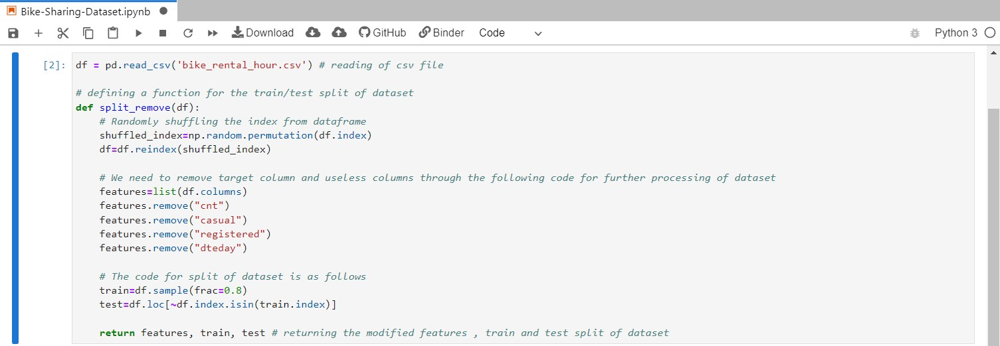 Bike-Sharing-Dataset.ipynb
Download GitHub Binder Code Python 3
[2]: df = pd.read_csv('bike_rental_hour.csv') # reading of csv file
# defining a function for the train/test split of dataset
def split_remove(df):
# Randomly shuffling the index from dataframe
shuffled_index=np.random.permutation(df.index)
df=df.reindex(shuffled_index)
# We need to remove target column and useless columns through the following code for further processing of dataset
features=list(df.columns)
features.remove("cnt")
features.remove("casual")
features.remove("registered")
features.remove("dteday")
# The code for split of dataset is as follows
train=df.sample(frac=0.8)
test=df.loc[~df.index.isin(train.index)]
return features, train, test # returning the modified features , train and test split of dataset